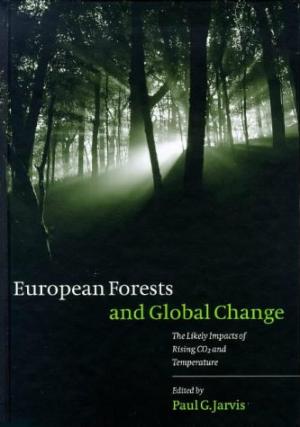 European Forests
and Global Change
The Likely Impacts of
Rising CO₂ and
Temperature
Edited by
Paul G. Jarvis